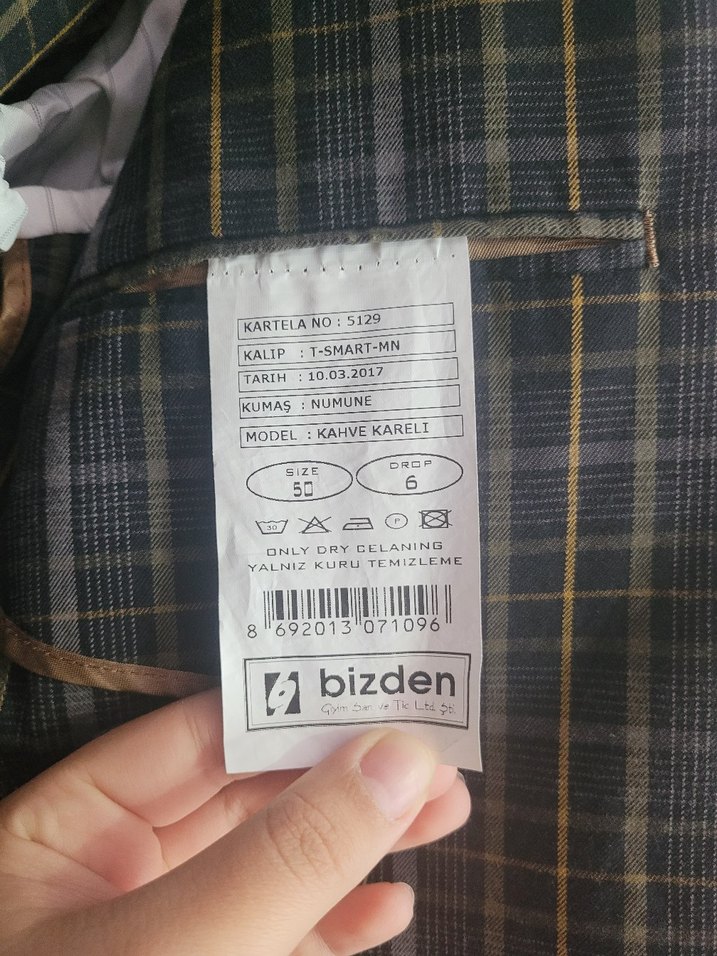 KARTELA NO : 5129
KALIP : T-SMART-MN
TARIH : 10.03.2017
KUMAŞ : NUMUNE
MODEL : KAHVE KARELI
SIZE DROP
50 6
30 P
ONLY DRY CELANING
YALNIZ KURU TEMIZLEME
8 692013 071096
b bizden
Giyim San. ve Tic. Ltd. Şti.